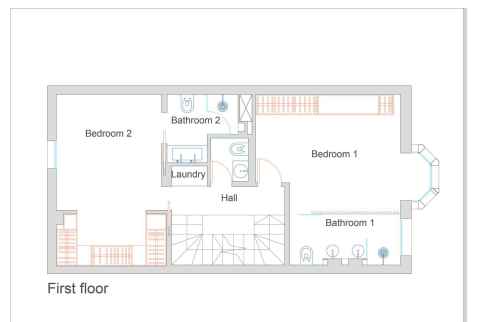 Bathroom 2
Bedroom 2
Bedroom 1
Laundry
Hall
Bathroom 1
First floor